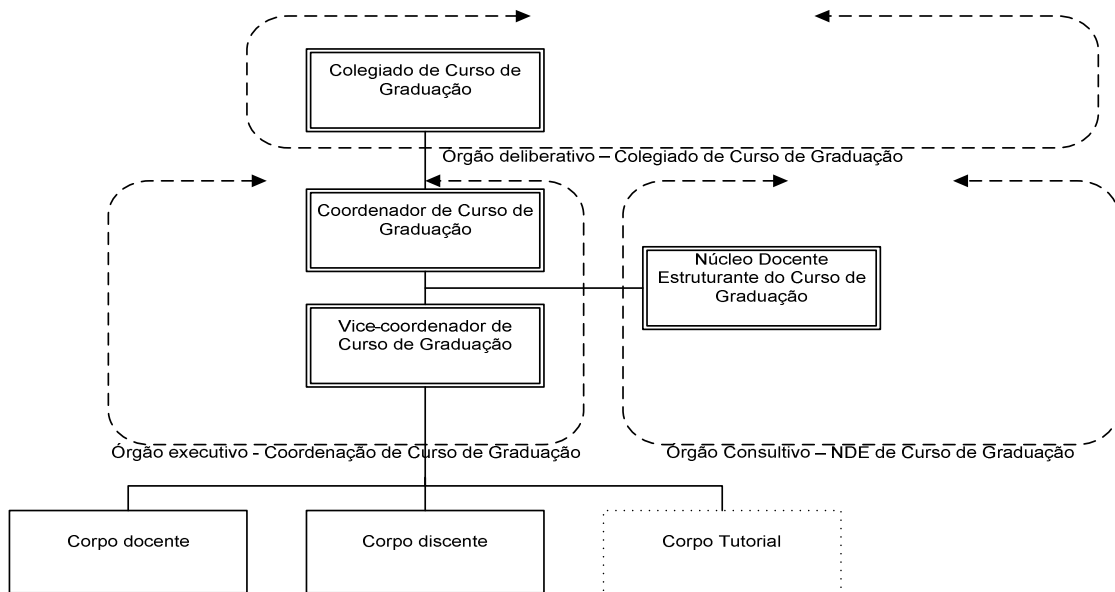 Colegiado de Curso de
Graduação
Órgão deliberativo – Colegiado de Curso de Graduação
Coordenador de Curso de
Graduação
Núcleo Docente
Estruturante do Curso de
Graduação
Vice-coordenador de
Curso de Graduação
Órgão executivo - Coordenação de Curso de Graduação
Órgão Consultivo – NDE de Curso de Graduação
Corpo docente
Corpo discente
Corpo Tutorial